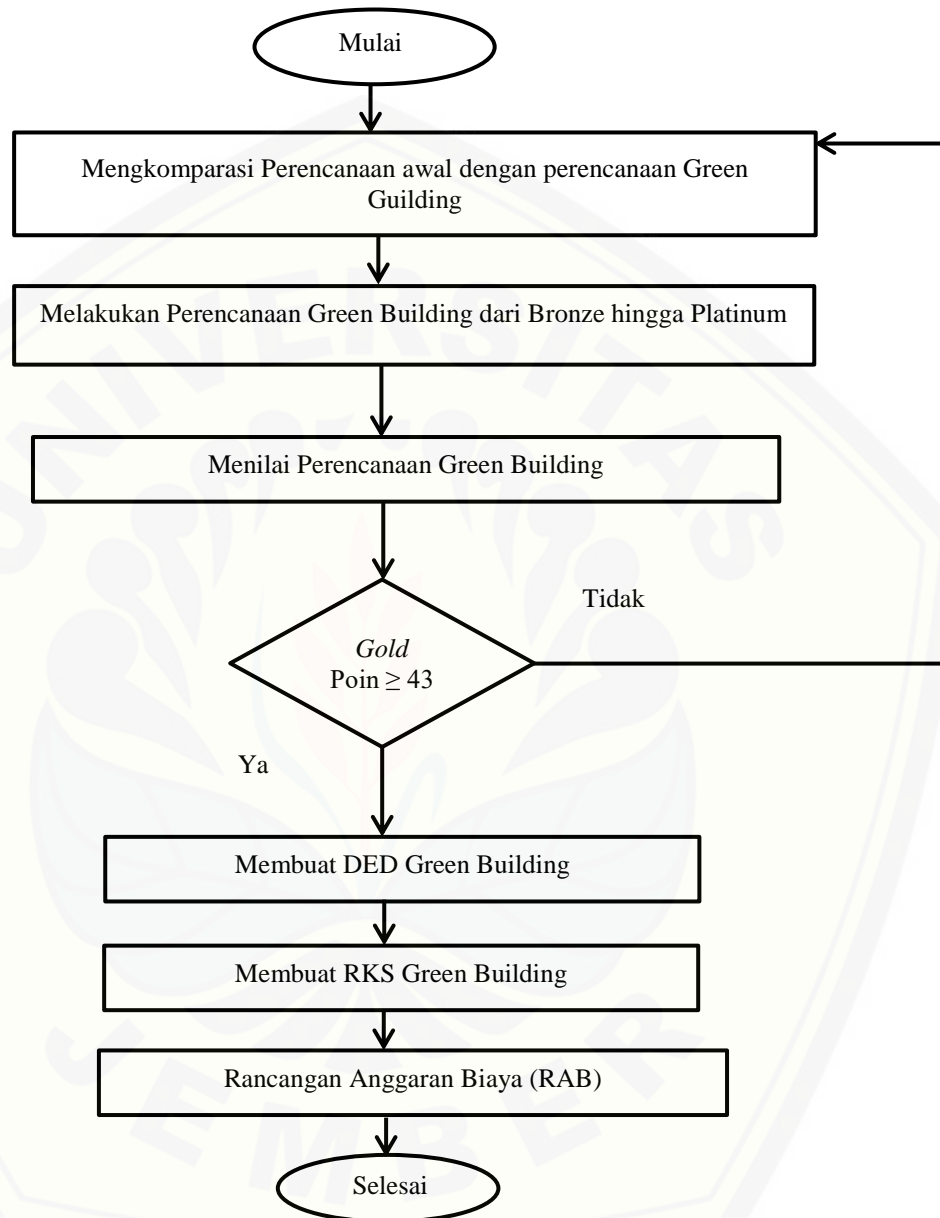 Mulai
Mengkomparasi Perencanaan awal dengan perencanaan Green
Guilding
Melakukan Perencanaan Green Building dari Bronze hingga Platinum
Menilai Perencanaan Green Building
Tidak
Gold
Poin ≥ 43
Ya
Membuat DED Green Building
Membuat RKS Green Building
Rancangan Anggaran Biaya (RAB)
Selesai
UNIVERSITAS
JEMBER